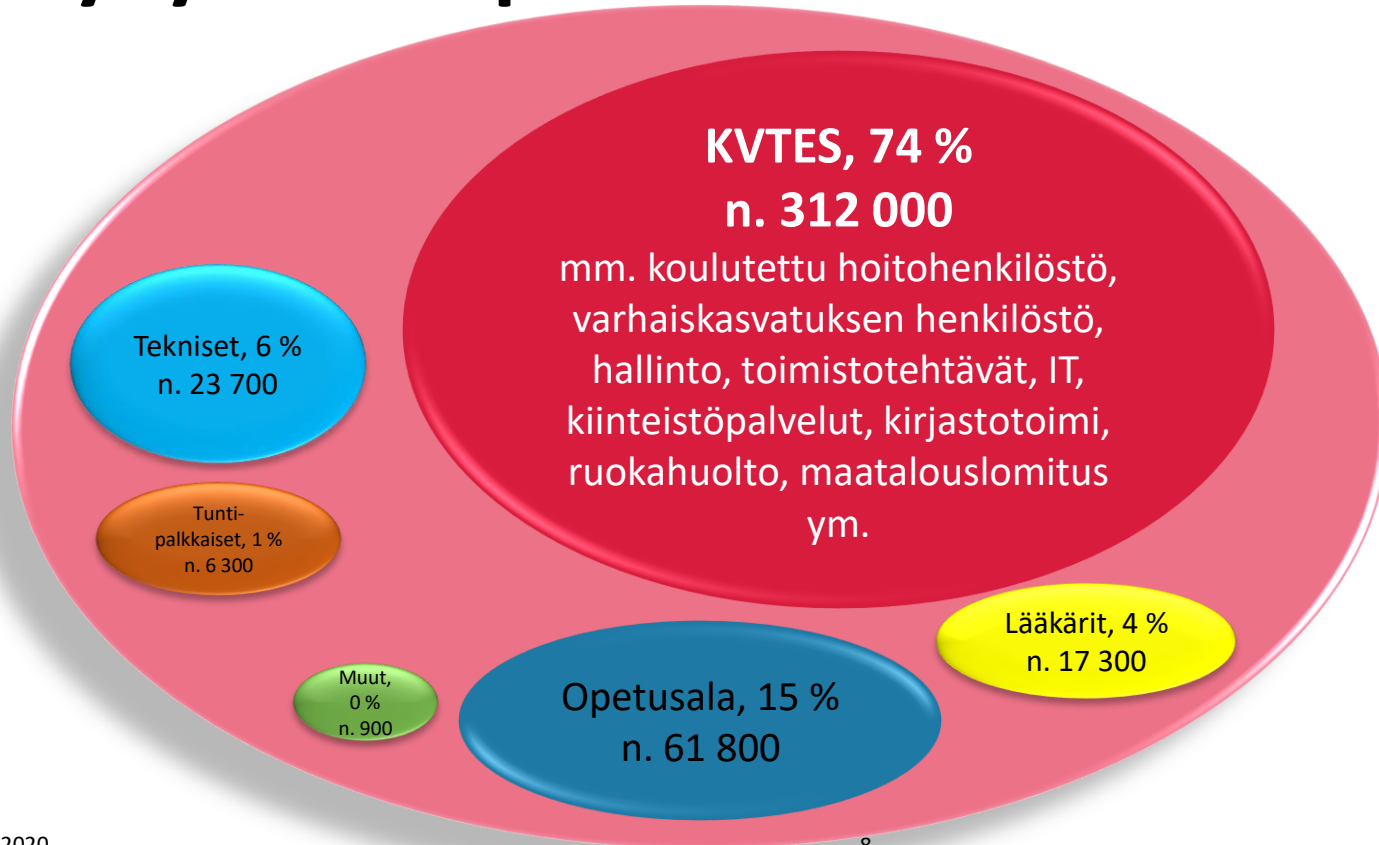 KVTES, 74 %
n. 312 000
mm. koulutettu hoitohenkilöstö,
varhaiskasvatuksen henkilöstö,
hallinto, toimistotehtävät, IT,
kiinteistöpalvelut, kirjastotoimi,
ruokahuolto, maatalouslomitus
ym.
Tekniset, 6 %
n. 23 700
Tunti-
palkkaiset, 1 %
n. 6 300
Lääkärit, 4 %
n. 17 300
Muut,
0 %
n. 900
Opetusala, 15 %
n. 61 800
2020
8